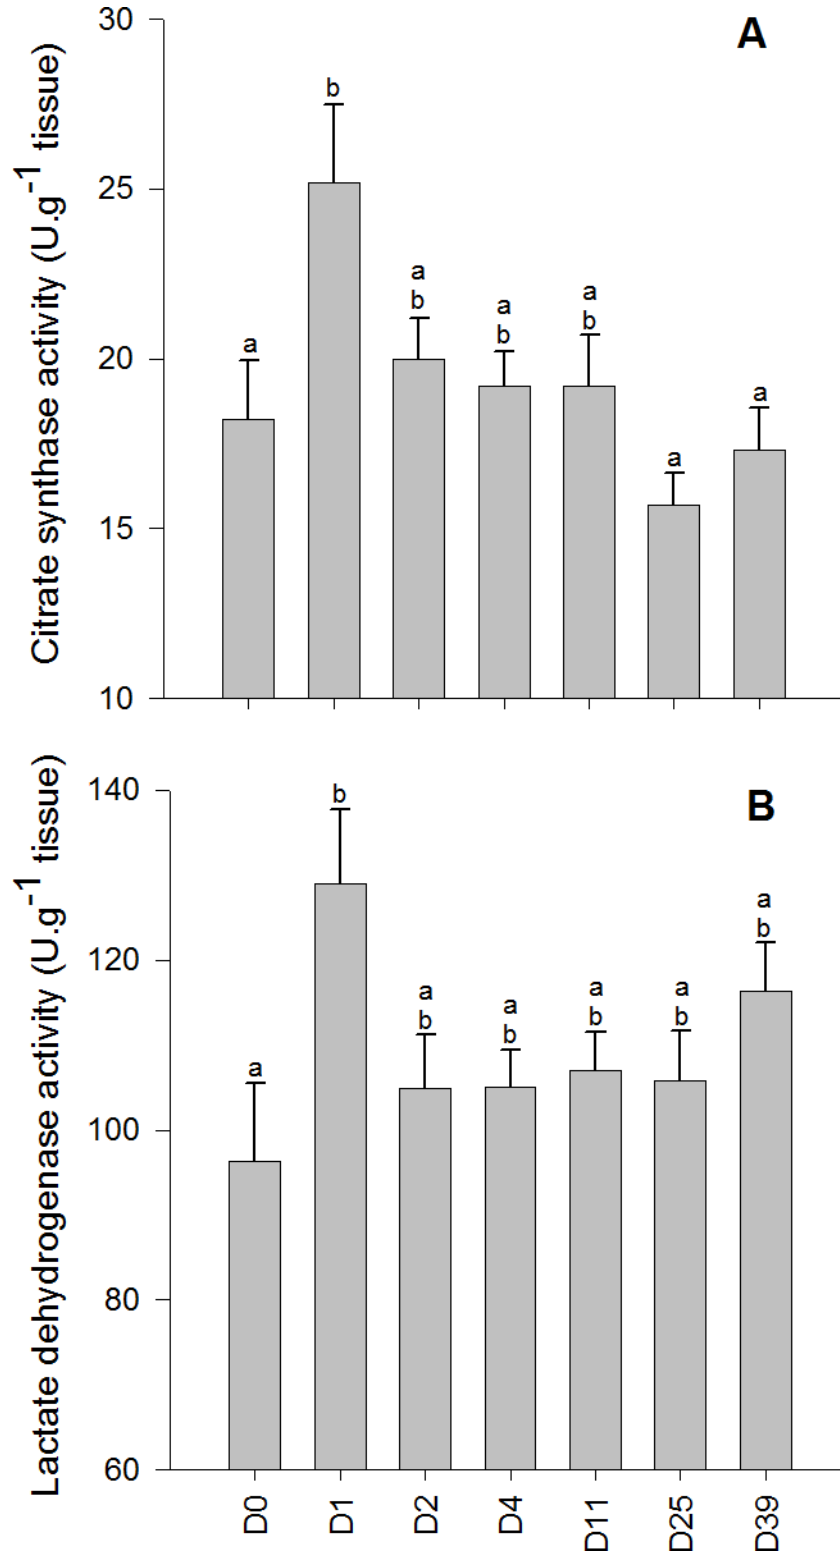 A
Citrate synthase activity (U.g-1 tissue)
30
25
20
15
10
a
b
a
b
a
b
a
b
a
a
B
Lactate dehydrogenase activity (U.g-1 tissue)
140
120
100
80
60
a
b
a
b
a
b
a
b
a
b
a
b
D0
D1
D2
D4
D11
D25
D39